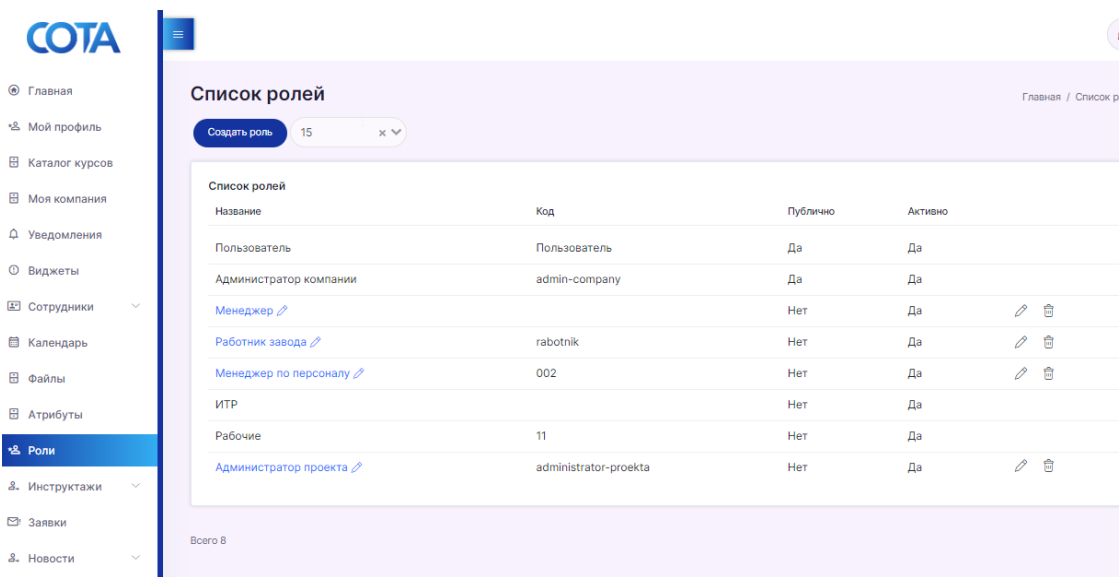 СОТА
Главная
Мой профиль
Каталог курсов
Моя компания
Уведомления
Виджеты
Сотрудники
Календарь
Файлы
Атрибуты
Роли
Инструктажи
Заявки
Новости
Список ролей
Главная / Список р
Создать роль 15
Список ролей
Название Код Публично Активно
Пользователь Пользователь Да Да
Администратор компании admin-company Да Да
Менеджер Нет Да
Работник завода rabotnik Нет Да
Менеджер по персоналу 002 Нет Да
ИТР Нет Да
Рабочие 11 Нет Да
Администратор проекта administrator-proekta Нет Да
Всего 8